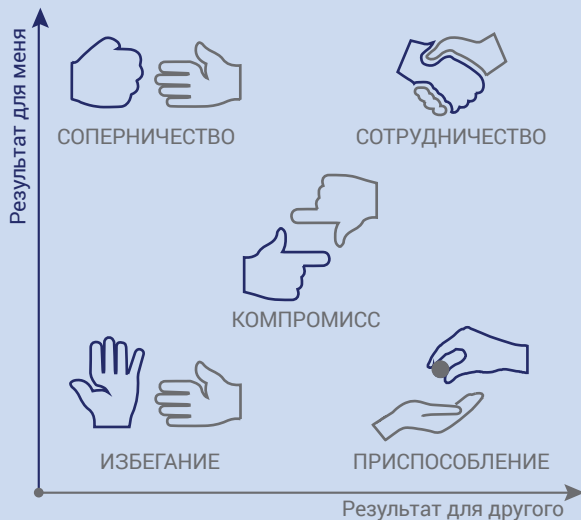 Результат для меня
СОПЕРНИЧЕСТВО
СОТРУДНИЧЕСТВО
КОМПРОМИСС
ИЗБЕГАНИЕ
ПРИСПОСОБЛЕНИЕ
Результат для другого